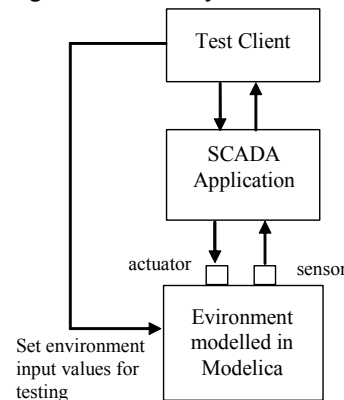 Test Client
SCADA
Application
actuator
sensor
Evironment
modelled in
Modelica
Set environment
input values for
testing